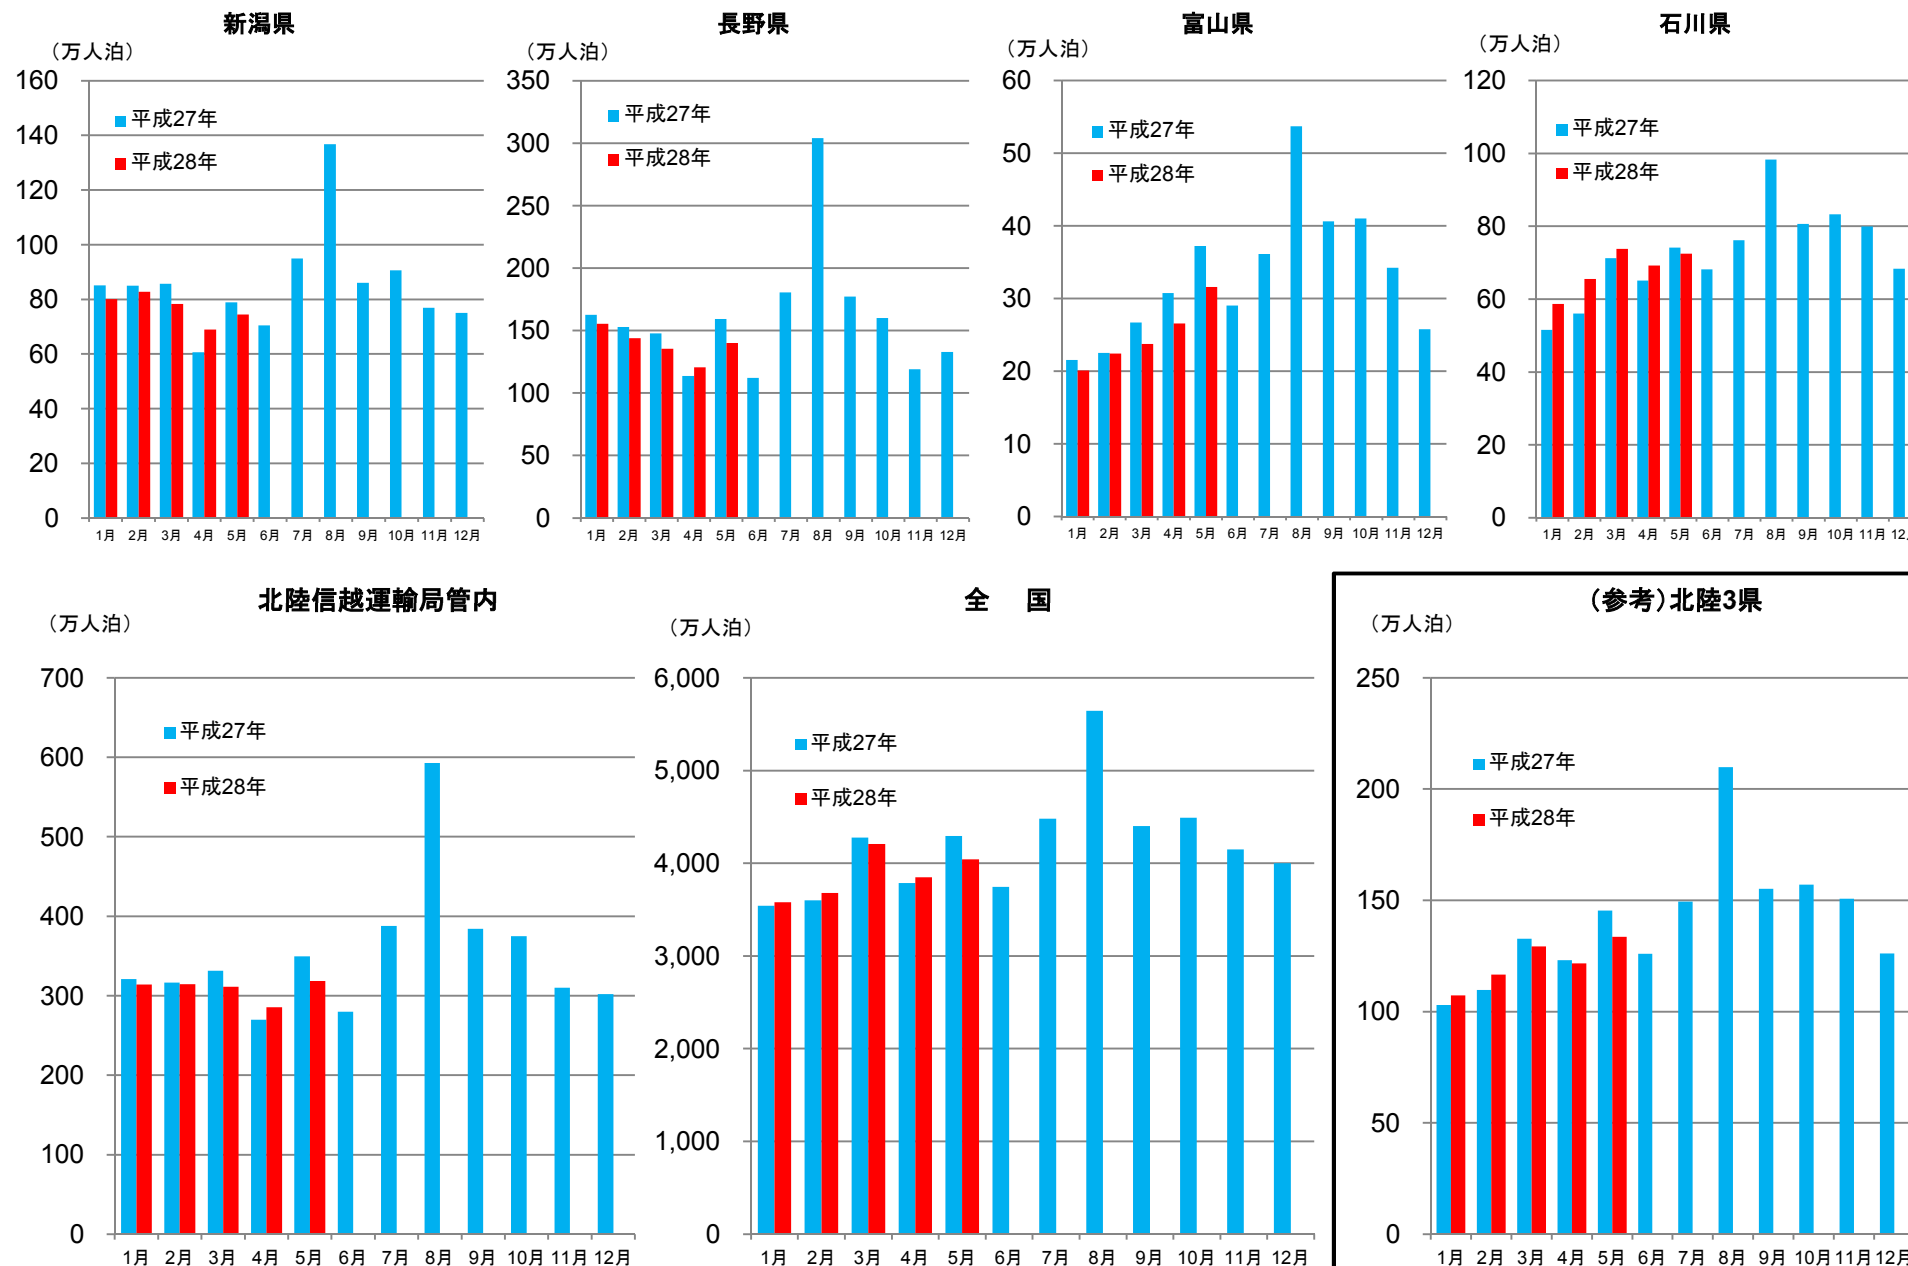 新潟県
（万人泊）
160
140
120
100
80
60
40
20
0
平成27年
平成28年
1月 2月 3月 4月 5月 6月 7月 8月 9月 10月 11月 12月
長野県
（万人泊）
350
300
250
200
150
100
50
0
平成27年
平成28年
1月 2月 3月 4月 5月 6月 7月 8月 9月 10月 11月 12月
富山県
（万人泊）
60
50
40
30
20
10
0
平成27年
平成28年
1月 2月 3月 4月 5月 6月 7月 8月 9月 10月 11月 12月
石川県
（万人泊）
120
100
80
60
40
20
0
平成27年
平成28年
1月 2月 3月 4月 5月 6月 7月 8月 9月 10月 11月 12月
北陸信越運輸局管内
（万人泊）
700
600
500
400
300
200
100
0
平成27年
平成28年
1月 2月 3月 4月 5月 6月 7月 8月 9月 10月 11月 12月
全 国
（万人泊）
6,000
5,000
4,000
3,000
2,000
1,000
0
平成27年
平成28年
1月 2月 3月 4月 5月 6月 7月 8月 9月 10月 11月 12月
（参考）北陸3県
（万人泊）
250
200
150
100
50
0
平成27年
平成28年
1月 2月 3月 4月 5月 6月 7月 8月 9月 10月 11月 12月